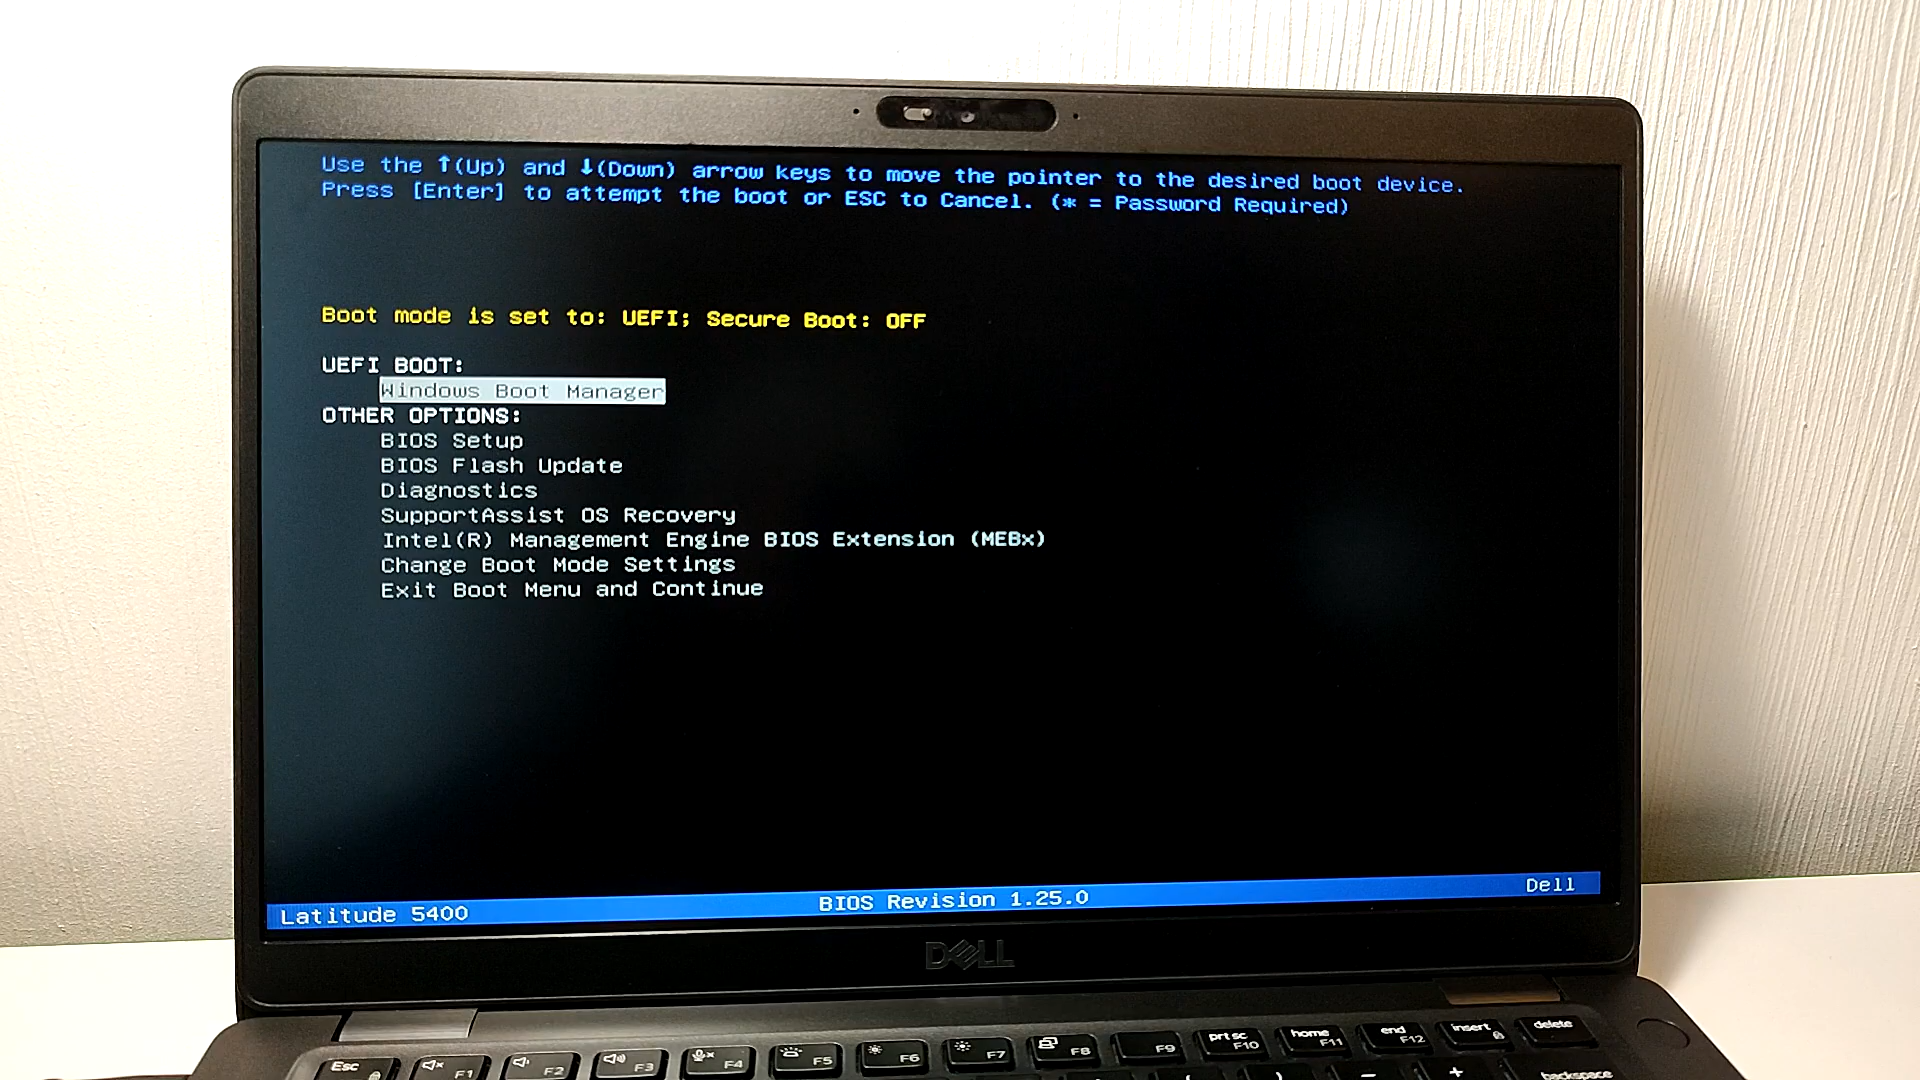 Use the ↑(Up) and ↓(Down) arrow keys to move the pointer to the desired boot device.
Press [Enter] to attempt the boot or ESC to Cancel. (* = Password Required)
Boot mode is set to: UEFI; Secure Boot: OFF
UEFI BOOT:
Windows Boot Manager
OTHER OPTIONS:
BIOS Setup
BIOS Flash Update
Diagnostics
SupportAssist OS Recovery
Intel(R) Management Engine BIOS Extension (MEBx)
Change Boot Mode Settings
Exit Boot Menu and Continue
Latitude 5400 BIOS Revision 1.25.0 Dell
DELL
Esc F1 F2 F3 F4 F5 F6 F7 F8 F9 prt sc F10 home F11 end F12 insert delete
backspace